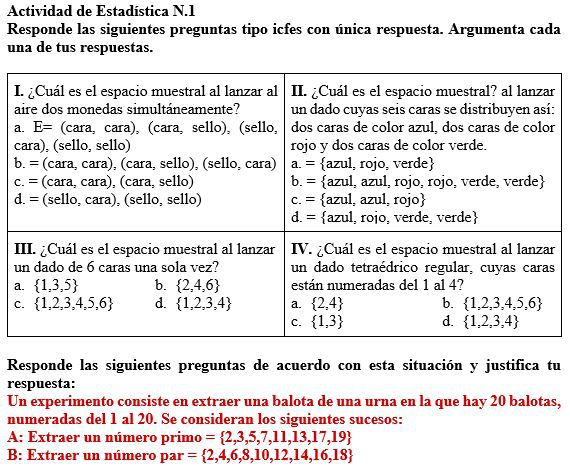 Actividad de Estadística N.1
Responde las siguientes preguntas tipo icfes con única respuesta. Argumenta cada
una de tus respuestas.
I. ¿Cuál es el espacio muestral al lanzar al
aire dos monedas simultáneamente?
a. E= (cara, cara), (cara, sello), (sello,
cara), (sello, sello)
b. = (cara, cara), (cara, sello), (sello, cara)
c. = (cara, cara), (cara, sello)
d. = (sello, cara), (sello, sello)
II. ¿Cuál es el espacio muestral? al lanzar
un dado cuyas seis caras se distribuyen así:
dos caras de color azul, dos caras de color
rojo y dos caras de color verde.
a. = {azul, rojo, verde}
b. = {azul, azul, rojo, rojo, verde, verde}
c. = {azul, azul, rojo}
d. = {azul, rojo, verde, verde}
III. ¿Cuál es el espacio muestral al lanzar
un dado de 6 caras una sola vez?
a. {1,3,5} b. {2,4,6}
c. {1,2,3,4,5,6} d. {1,2,3,4}
IV. ¿Cuál es el espacio muestral al lanzar
un dado tetraédrico regular, cuyas caras
están numeradas del 1 al 4?
a. {2,4} b. {1,2,3,4,5,6}
c. {1,3} d. {1,2,3,4}
Responde las siguientes preguntas de acuerdo con esta situación y justifica tu
respuesta:
Un experimento consiste en extraer una balota de una urna en la que hay 20 balotas,
numeradas del 1 al 20. Se consideran los siguientes sucesos:
A: Extraer un número primo = {2,3,5,7,11,13,17,19}
B: Extraer un número par = {2,4,6,8,10,12,14,16,18}